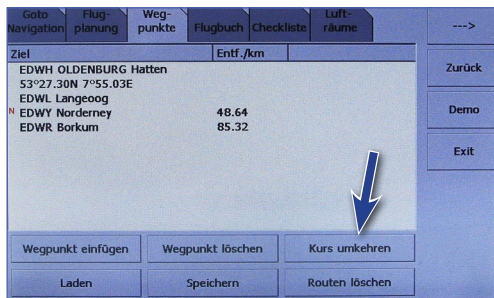 Goto Navigation
Flug-planung
Weg-punkte
Flugbuch
Checkliste
Luft-räume
--->
Ziel
Entf./km
EDWH OLDENBURG Hatten
53°27.30N 7°55.03E
EDWL Langeoog
N EDWY Norderney 48.64
EDWR Borkum 85.32
Zurück
Demo
Exit
Wegpunkt einfügen
Wegpunkt löschen
Kurs umkehren
Laden
Speichern
Routen löschen